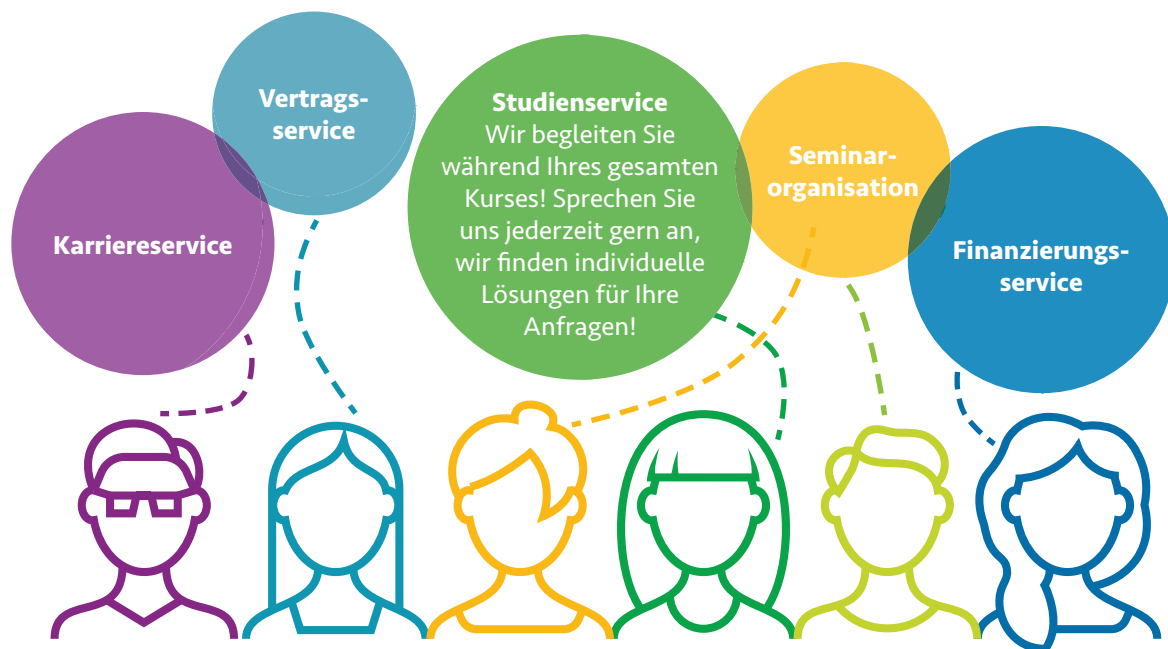 Karriereservice
Vertrags-
service
Studienservice
Wir begleiten Sie
während Ihres gesamten
Kurses! Sprechen Sie
uns jederzeit gern an,
wir finden individuelle
Lösungen für Ihre
Anfragen!
Seminar-
organisation
Finanzierungs-
service